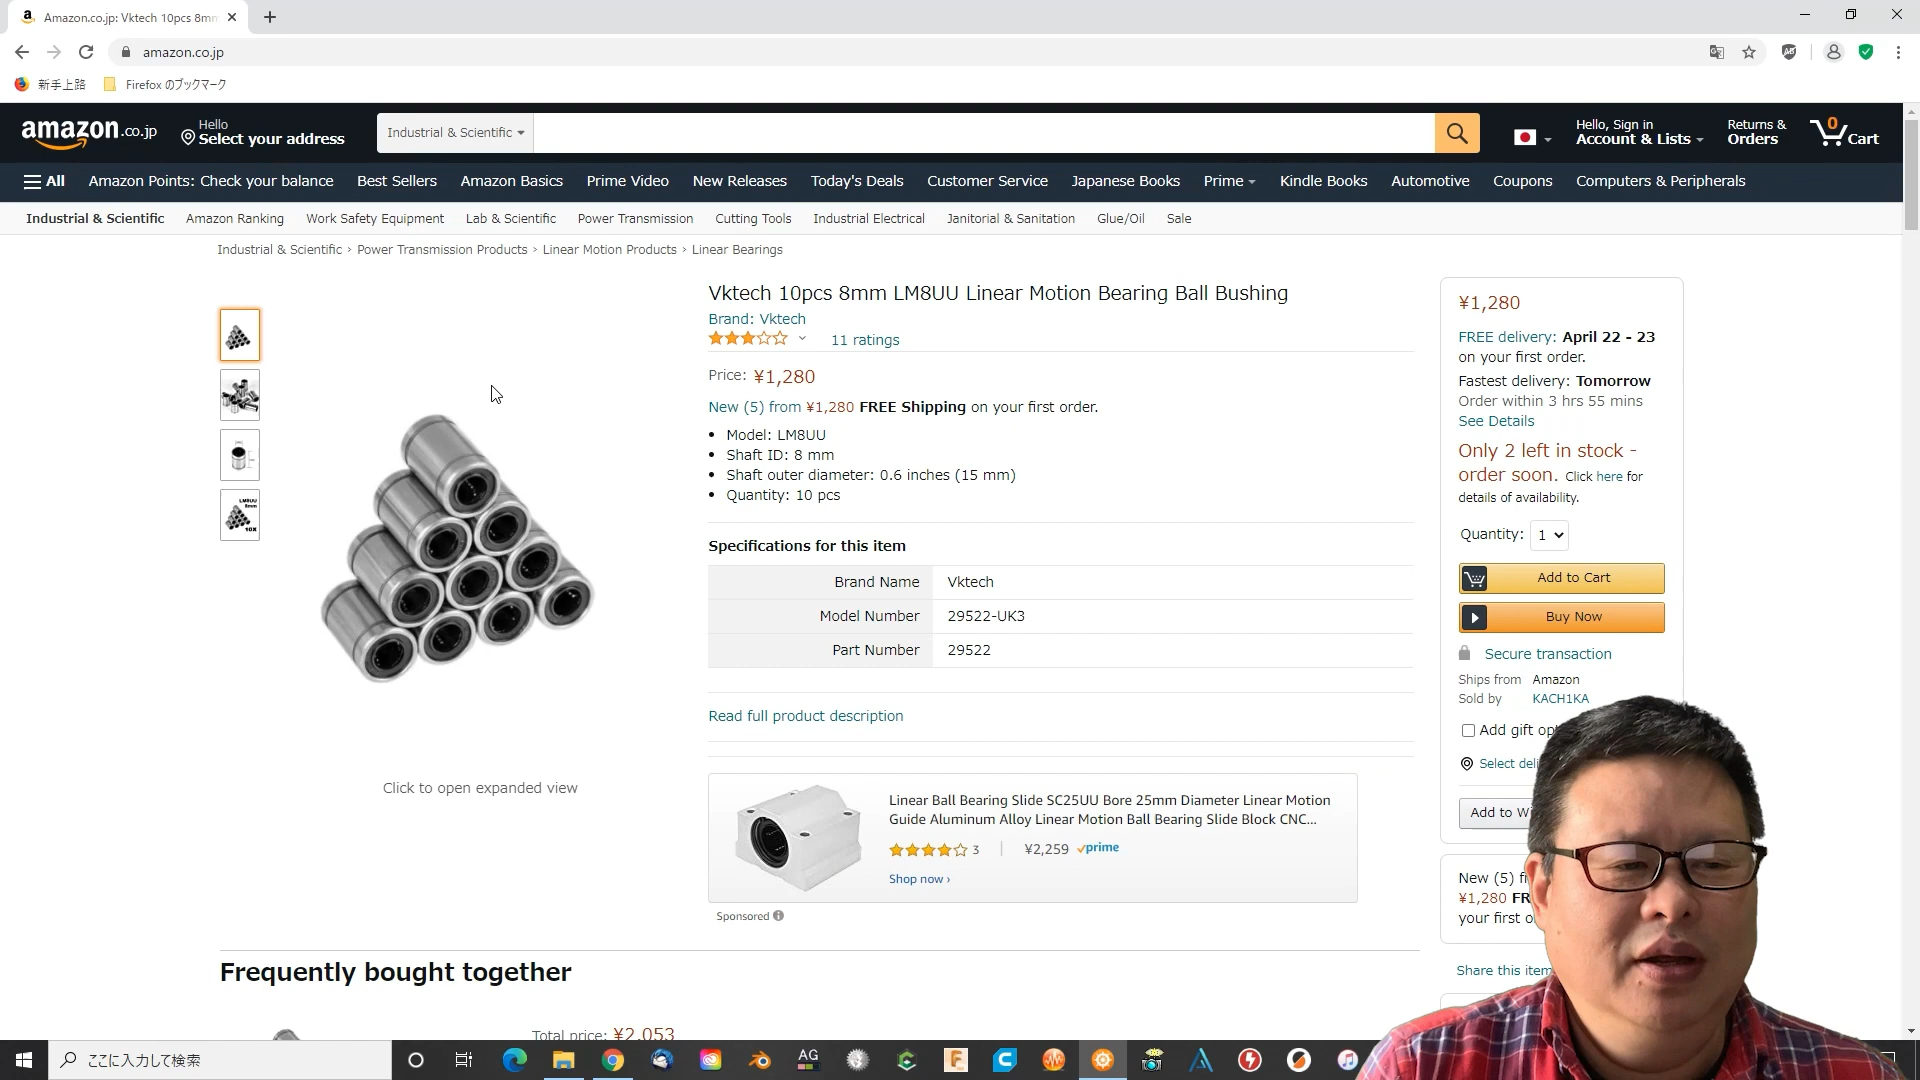 Amazon.co.jp: Vktech 10pcs 8mm
amazon.co.jp
新手上路
Firefox のブックマーク
amazon.co.jp
Hello
Select your address
Industrial & Scientific
Hello, Sign in
Account & Lists
Returns &
Orders
0
Cart
All
Amazon Points: Check your balance
Best Sellers
Amazon Basics
Prime Video
New Releases
Today's Deals
Customer Service
Japanese Books
Prime
Kindle Books
Automotive
Coupons
Computers & Peripherals
Industrial & Scientific
Amazon Ranking
Work Safety Equipment
Lab & Scientific
Power Transmission
Cutting Tools
Industrial Electrical
Janitorial & Sanitation
Glue/Oil
Sale
Industrial & Scientific › Power Transmission Products › Linear Motion Products › Linear Bearings
LM8UU
8mm
10X
Click to open expanded view
Vktech 10pcs 8mm LM8UU Linear Motion Bearing Ball Bushing
Brand: Vktech
11 ratings
Price: ¥1,280
New (5) from ¥1,280 FREE Shipping on your first order.
• Model: LM8UU
• Shaft ID: 8 mm
• Shaft outer diameter: 0.6 inches (15 mm)
• Quantity: 10 pcs
Specifications for this item
Brand Name Vktech
Model Number 29522-UK3
Part Number 29522
Read full product description
Linear Ball Bearing Slide SC25UU Bore 25mm Diameter Linear Motion
Guide Aluminum Alloy Linear Motion Ball Bearing Slide Block CNC...
3
¥2,259 prime
Shop now ›
Sponsored
¥1,280
FREE delivery: April 22 - 23
on your first order.
Fastest delivery: Tomorrow
Order within 3 hrs 55 mins
See Details
Only 2 left in stock -
order soon. Click here for
details of availability.
Quantity: 1
Add to Cart
Buy Now
Secure transaction
Ships from Amazon
Sold by KACH1KA
Add gift op
Select deli
Add to W
New (5) f
¥1,280 FR
your first o
Share this item
Frequently bought together
Total price: ¥2,053
ここに入力して検索
AG